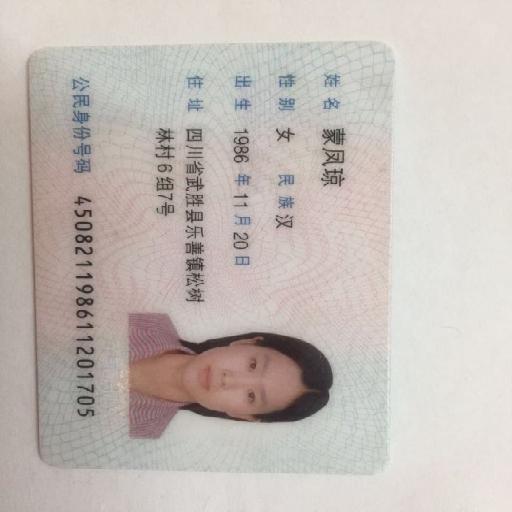 姓名 蒙凤琼
性别 女 民族 汉
出生 1986 年 11 月 20 日
住址 四川省武胜县乐善镇松树
林村6组7号
公民身份号码 450821198611201705